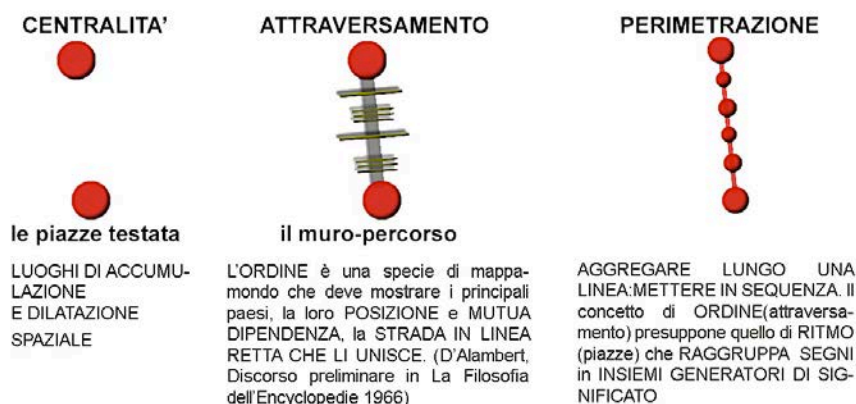 CENTRALITA'
ATTRAVERSAMENTO
PERIMETRAZIONE
le piazze testata
il muro-percorso
LUOGHI DI ACCUMU-
LAZIONE
E DILATAZIONE
SPAZIALE
L'ORDINE è una specie di mappa-
mondo che deve mostrare i principali
paesi, la loro POSIZIONE e MUTUA
DIPENDENZA, la STRADA IN LINEA
RETTA CHE LI UNISCE. (D'Alambert,
Discorso preliminare in La Filosofia
dell'Encyclopedie 1966)
AGGREGARE LUNGO UNA
LINEA:METTERE IN SEQUENZA. Il
concetto di ORDINE(attraversa-
mento) presuppone quello di RITMO
(piazze) che RAGGRUPPA SEGNI
in INSIEMI GENERATORI DI SIG-
NIFICATO